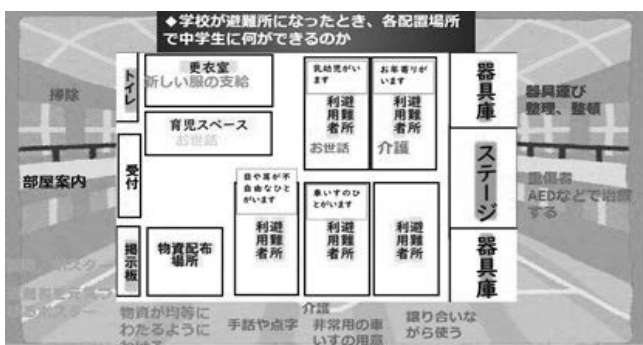 ◆学校が避難所になったとき、各配置場所
で中学生に何ができるのか
トイレ
更衣室
新しい服の支給
乳幼児がい
ます
避難所
利用者
お世話
お年寄りが
います
避難所
利用者
介護
器具庫
器具運び
整理、整頓
掃除
育児スペース
お世話
受付
部屋案内
ステージ
重傷者
AEDなどで治療
する
目や耳が不
自由なひと
がいます
避難所
利用者
車いすのひ
とがいます
避難所
利用者
避難所
利用者
掲示板
物資配布
場所
器具庫
物資が均等に
わたるように
手話や点字
介護
非常用の車
いすの用意
譲り合いな
がら使う